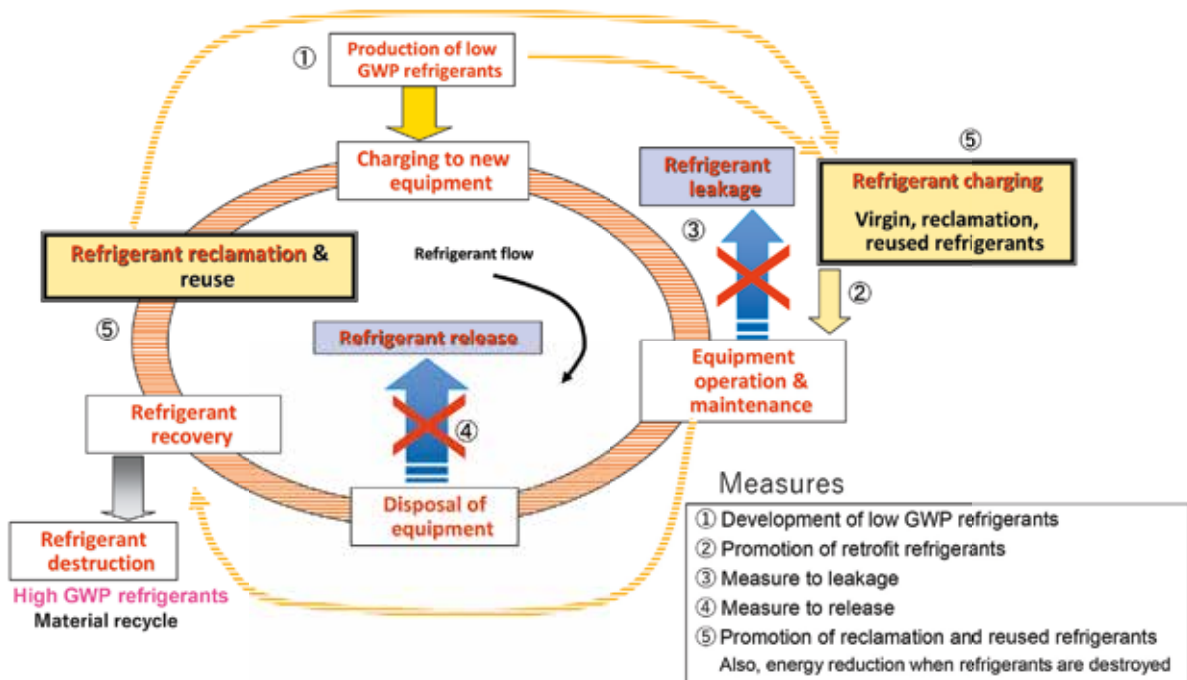 ①
Production of low
GWP refrigerants
Charging to new
equipment
Refrigerant
leakage
③
⑤
Refrigerant charging
Virgin, reclamation,
reused refrigerants
②
Refrigerant reclamation &
reuse
⑤
Refrigerant flow
Refrigerant release
④
Equipment
operation &
maintenance
Refrigerant
recovery
Disposal of
equipment
Refrigerant
destruction
High GWP refrigerants
Material recycle
Measures
① Development of low GWP refrigerants
② Promotion of retrofit refrigerants
③ Measure to leakage
④ Measure to release
⑤ Promotion of reclamation and reused refrigerants
Also, energy reduction when refrigerants are destroyed